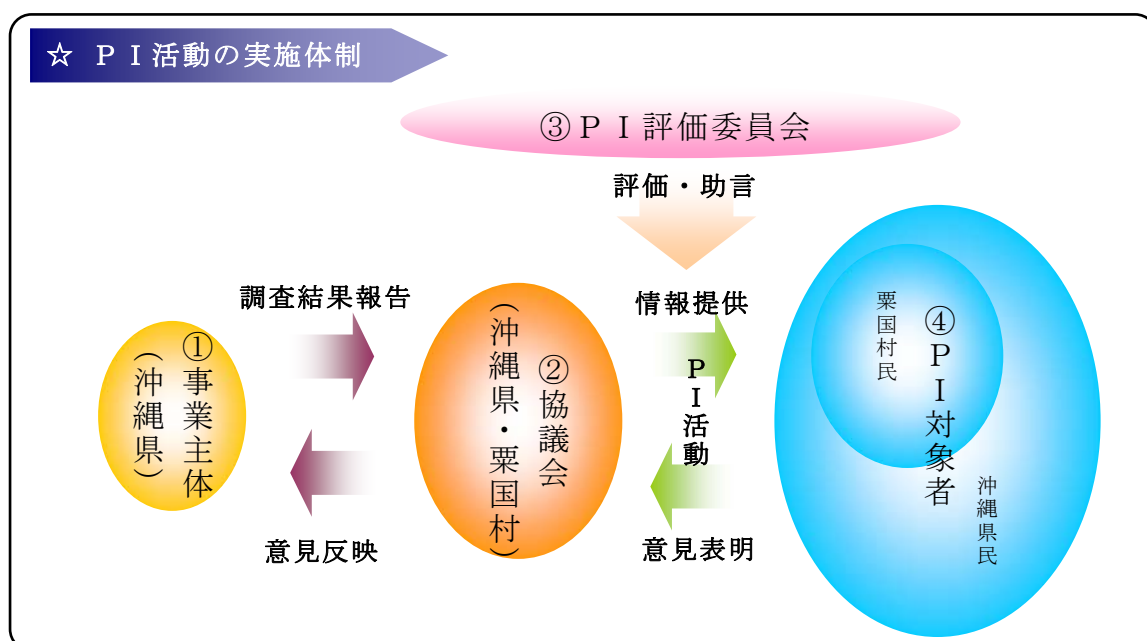 ☆ ＰＩ活動の実施体制
③ＰＩ評価委員会
評価・助言
調査結果報告
情報提供
①事業主体
（沖縄県）
②協議会
（沖縄県・粟国村）
ＰＩ活動
④ＰＩ対象者
粟国村民
沖縄県民
意見反映
意見表明